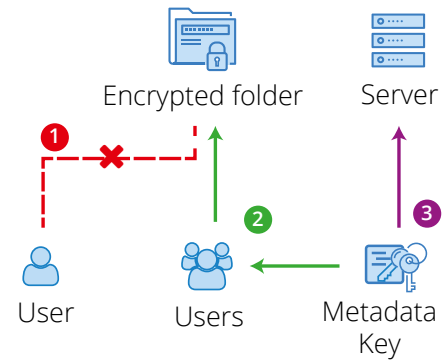 Encrypted folder
Server
1
2
3
User
Users
Metadata
Key